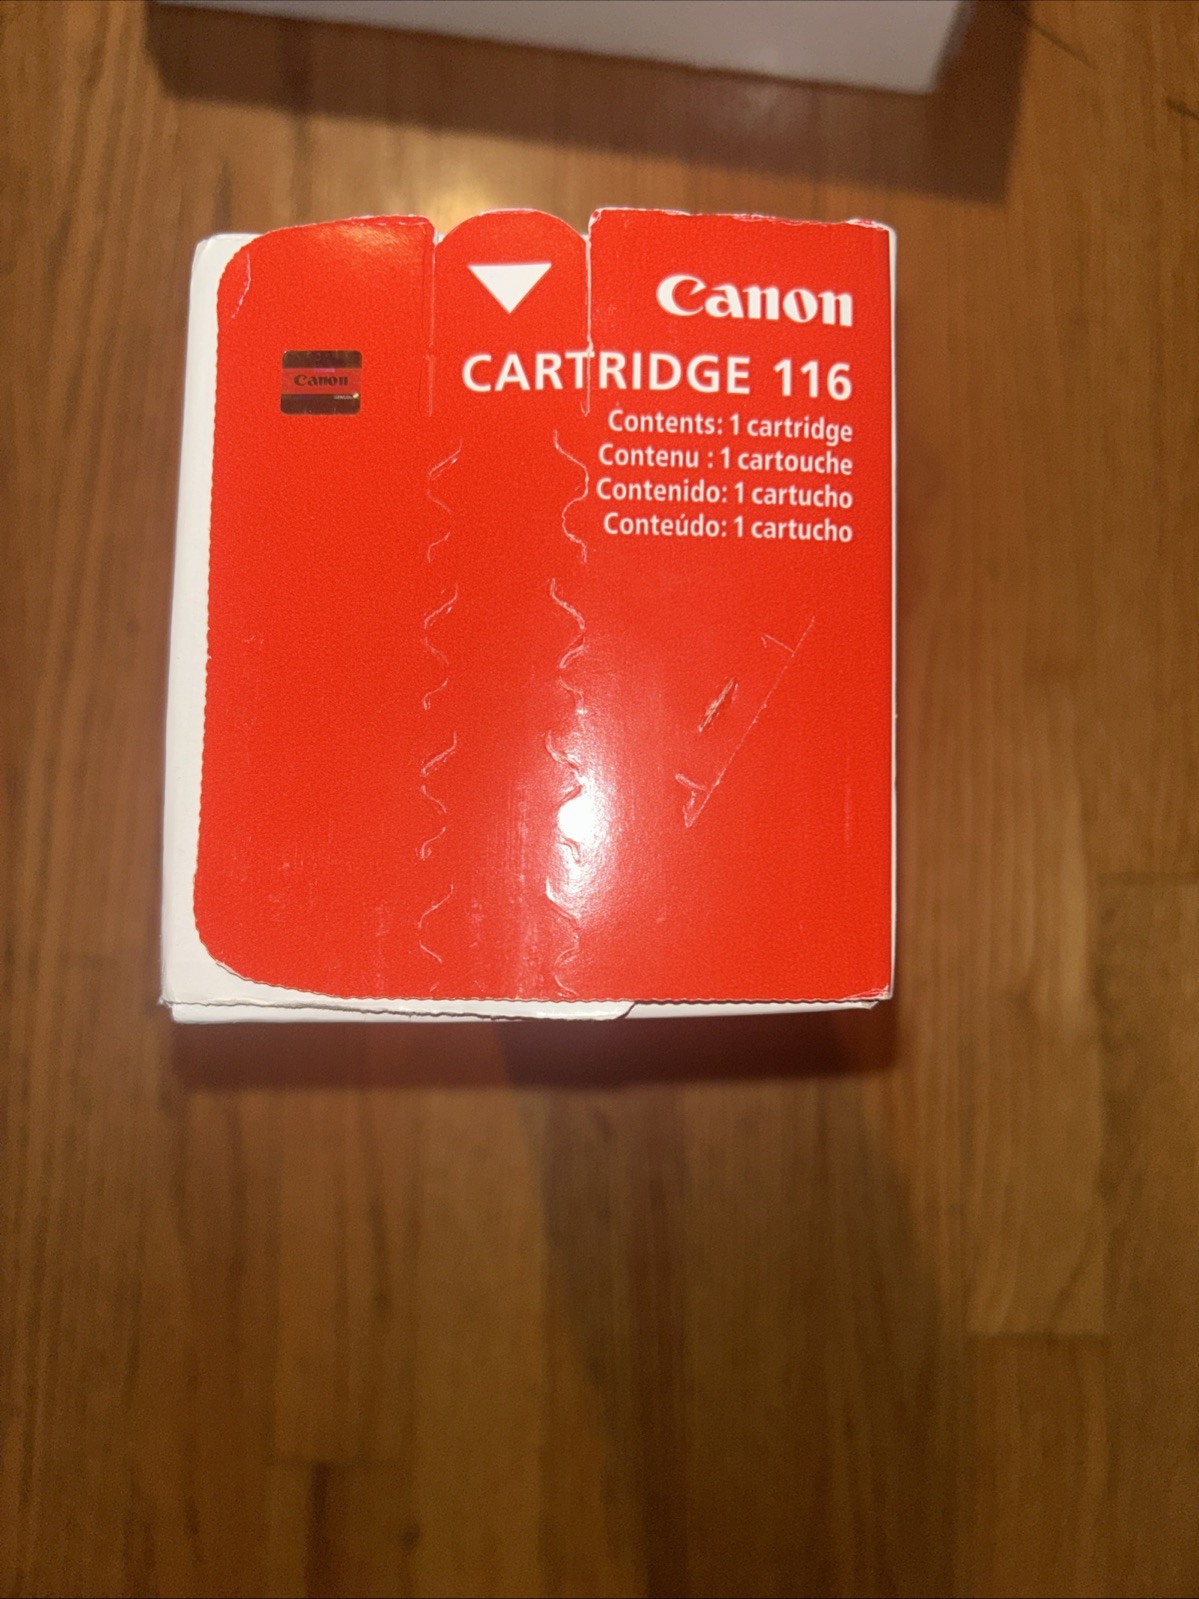 Canon
CARTRIDGE 116
Canon
Contents: 1 cartridge
Contenu : 1 cartouche
Contenido: 1 cartucho
Conteúdo: 1 cartucho